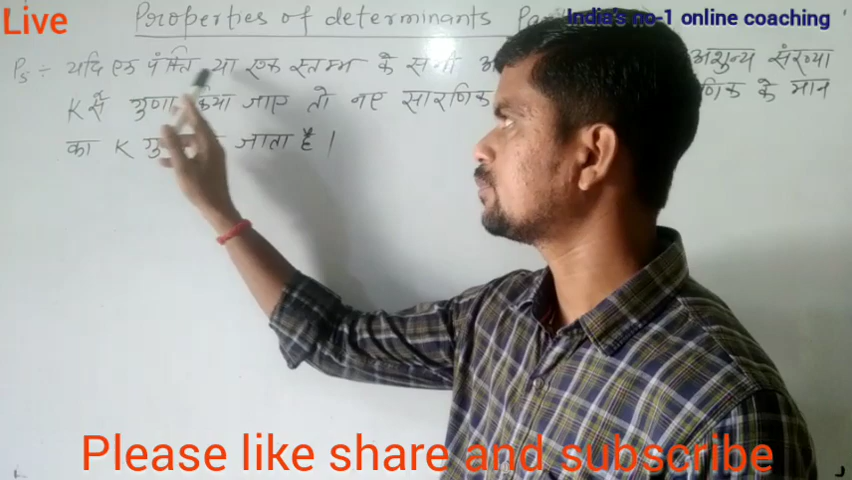 Live
Properties of determinants
India's no-1 online coaching
P5 :- यदि एक पंक्ति या एक स्तम्भ के सभी अशुन्य संख्या
K से गुणा किया जाए तो नए सारणिक के मान
का K जाता है ।
Please like share and subscribe